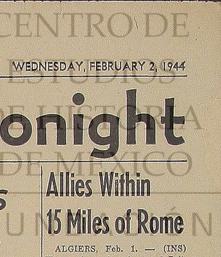 CENTRO DE
WEDNESDAY, FEBRUARY 2, 1944
ESTUDIOS
DE HISTORIA
onight
DE MEXICO
s
Allies Within
15 Miles of Rome
ALGIERS, Feb. 1. — (INS)